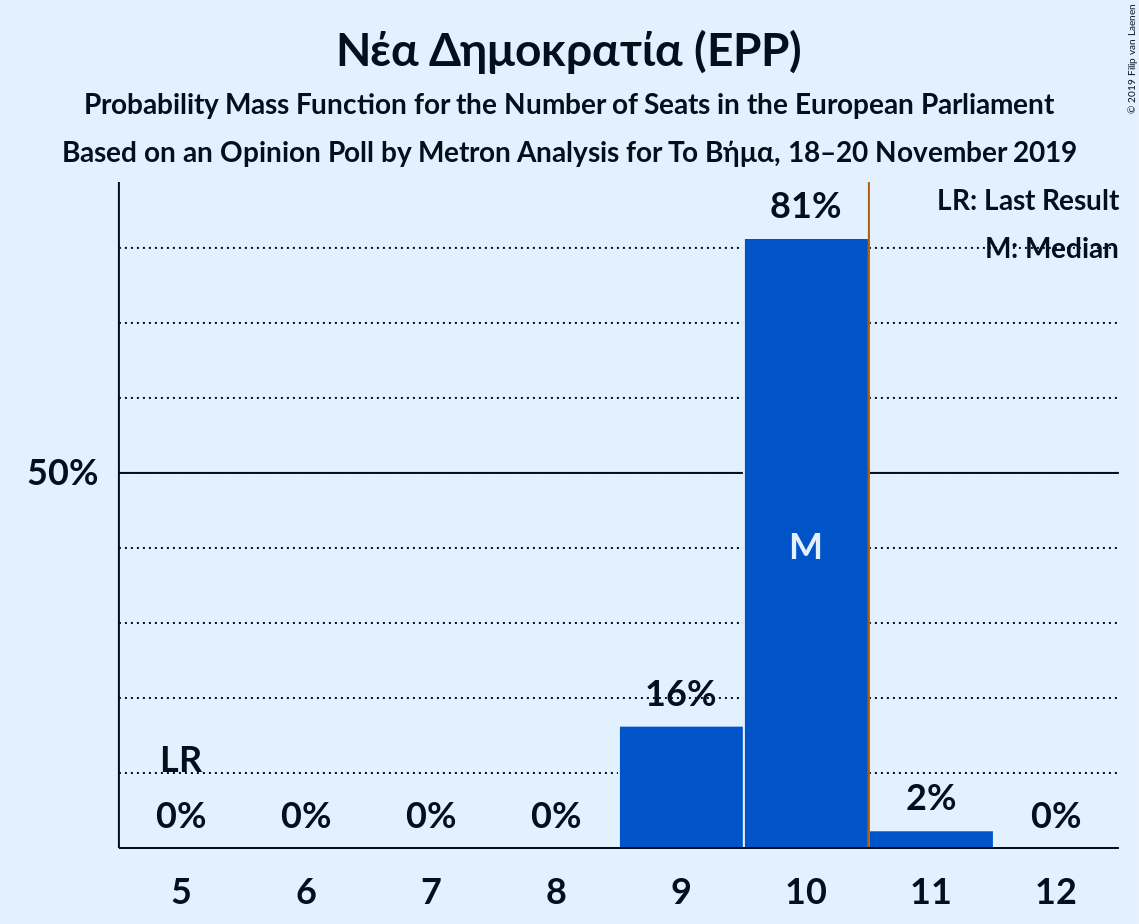 Νέα Δημοκρατία (EPP)
Probability Mass Function for the Number of Seats in the European Parliament
Based on an Opinion Poll by Metron Analysis for Το Βήμα, 18–20 November 2019
© 2019 Filip van Laenen
LR: Last Result
M: Median
81%
50%
M
16%
LR
0% 0% 0% 0% 2% 0%
5 6 7 8 9 10 11 12